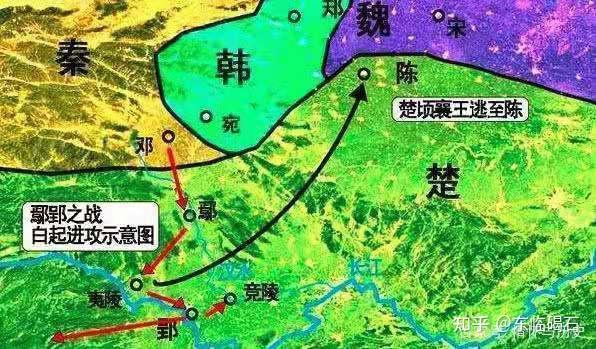 郑
魏
宋
秦
韩
陈
宛
楚顷襄王逃至陈
邓
楚
鄢郢之战
白起进攻示意图
鄢
汉水
长江
夷陵
竟陵
郢
知乎 @东临碣石